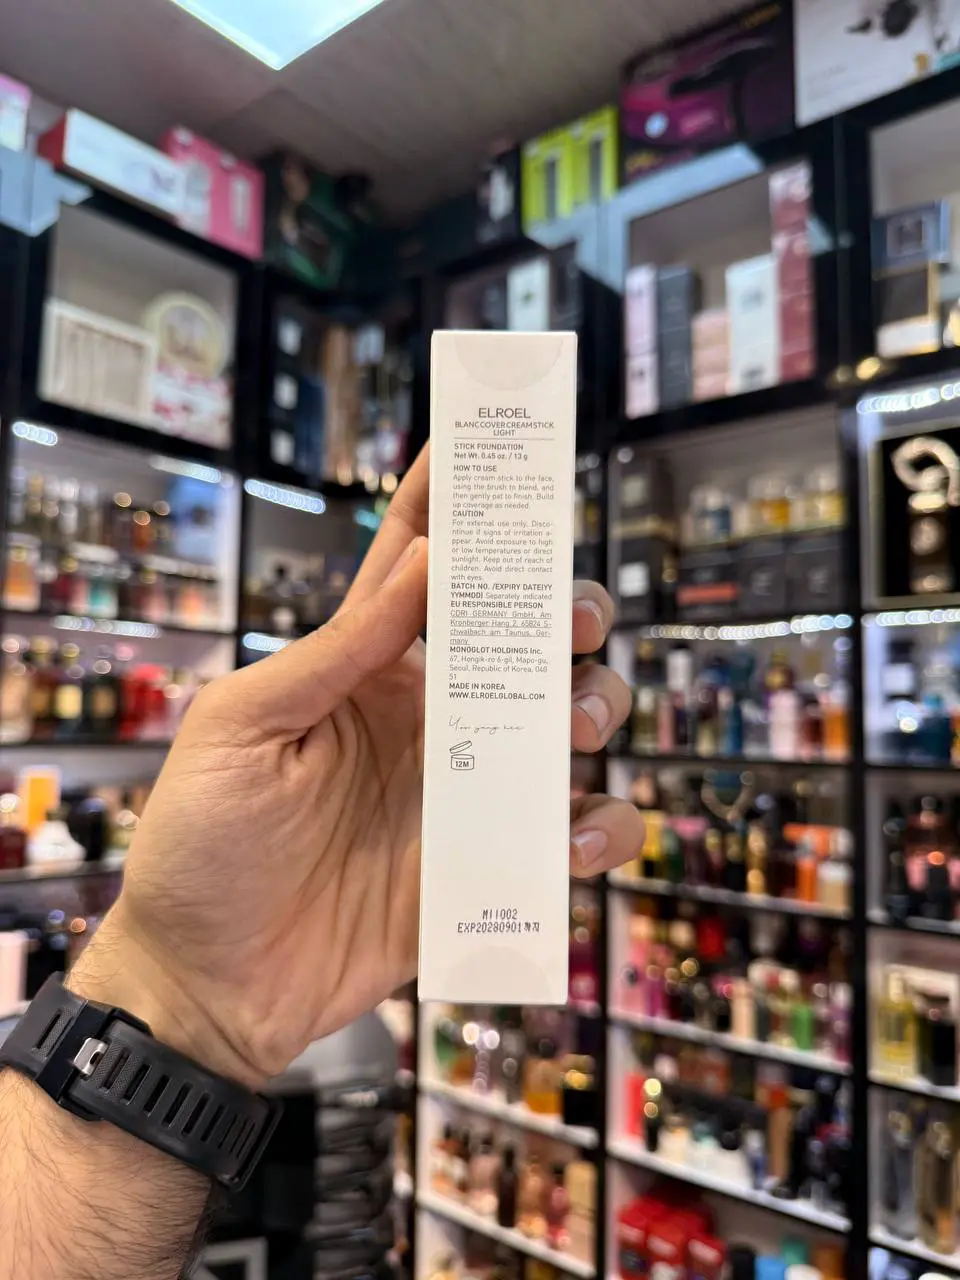 ELROEL
BLANC COVER CREAM STICK
LIGHT
STICK FOUNDATION
Net Wt. 0.45 oz. / 13 g
HOW TO USE
Apply cream stick to the face,
using the brush to blend, and
then gently pat to finish. Build
up coverage as needed.
CAUTION
For external use only. Disco-
ntinue if signs of irritation a-
ppear. Avoid exposure to high
or low temperatures or direct
sunlight. Keep out of reach of
children. Avoid direct contact
with eyes.
BATCH NO. /EXPIRY DATE(YY
YYMMDD) Separately indicated
EU RESPONSIBLE PERSON
CDRI GERMANY GmbH, Am
Kronberger Hang 2, 65824 S-
chwalbach am Taunus, Ger-
many
MONOGLOT HOLDINGS Inc.
67, Hongik-ro 6-gil, Mapo-gu,
Seoul, Republic of Korea, 040
51
MADE IN KOREA
WWW.ELROELGLOBAL.COM
12M
M11002
EXP20280901